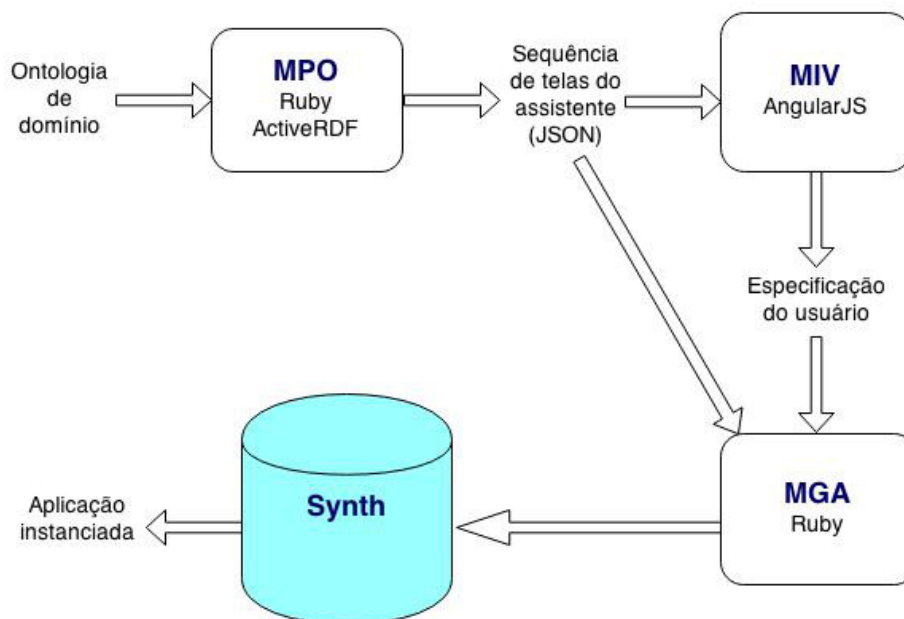 Ontologia
de
domínio
MPO
Ruby
ActiveRDF
Sequência
de telas do
assistente
(JSON)
MIV
AngularJS
Especificação
do usuário
MGA
Ruby
Synth
Aplicação
instanciada